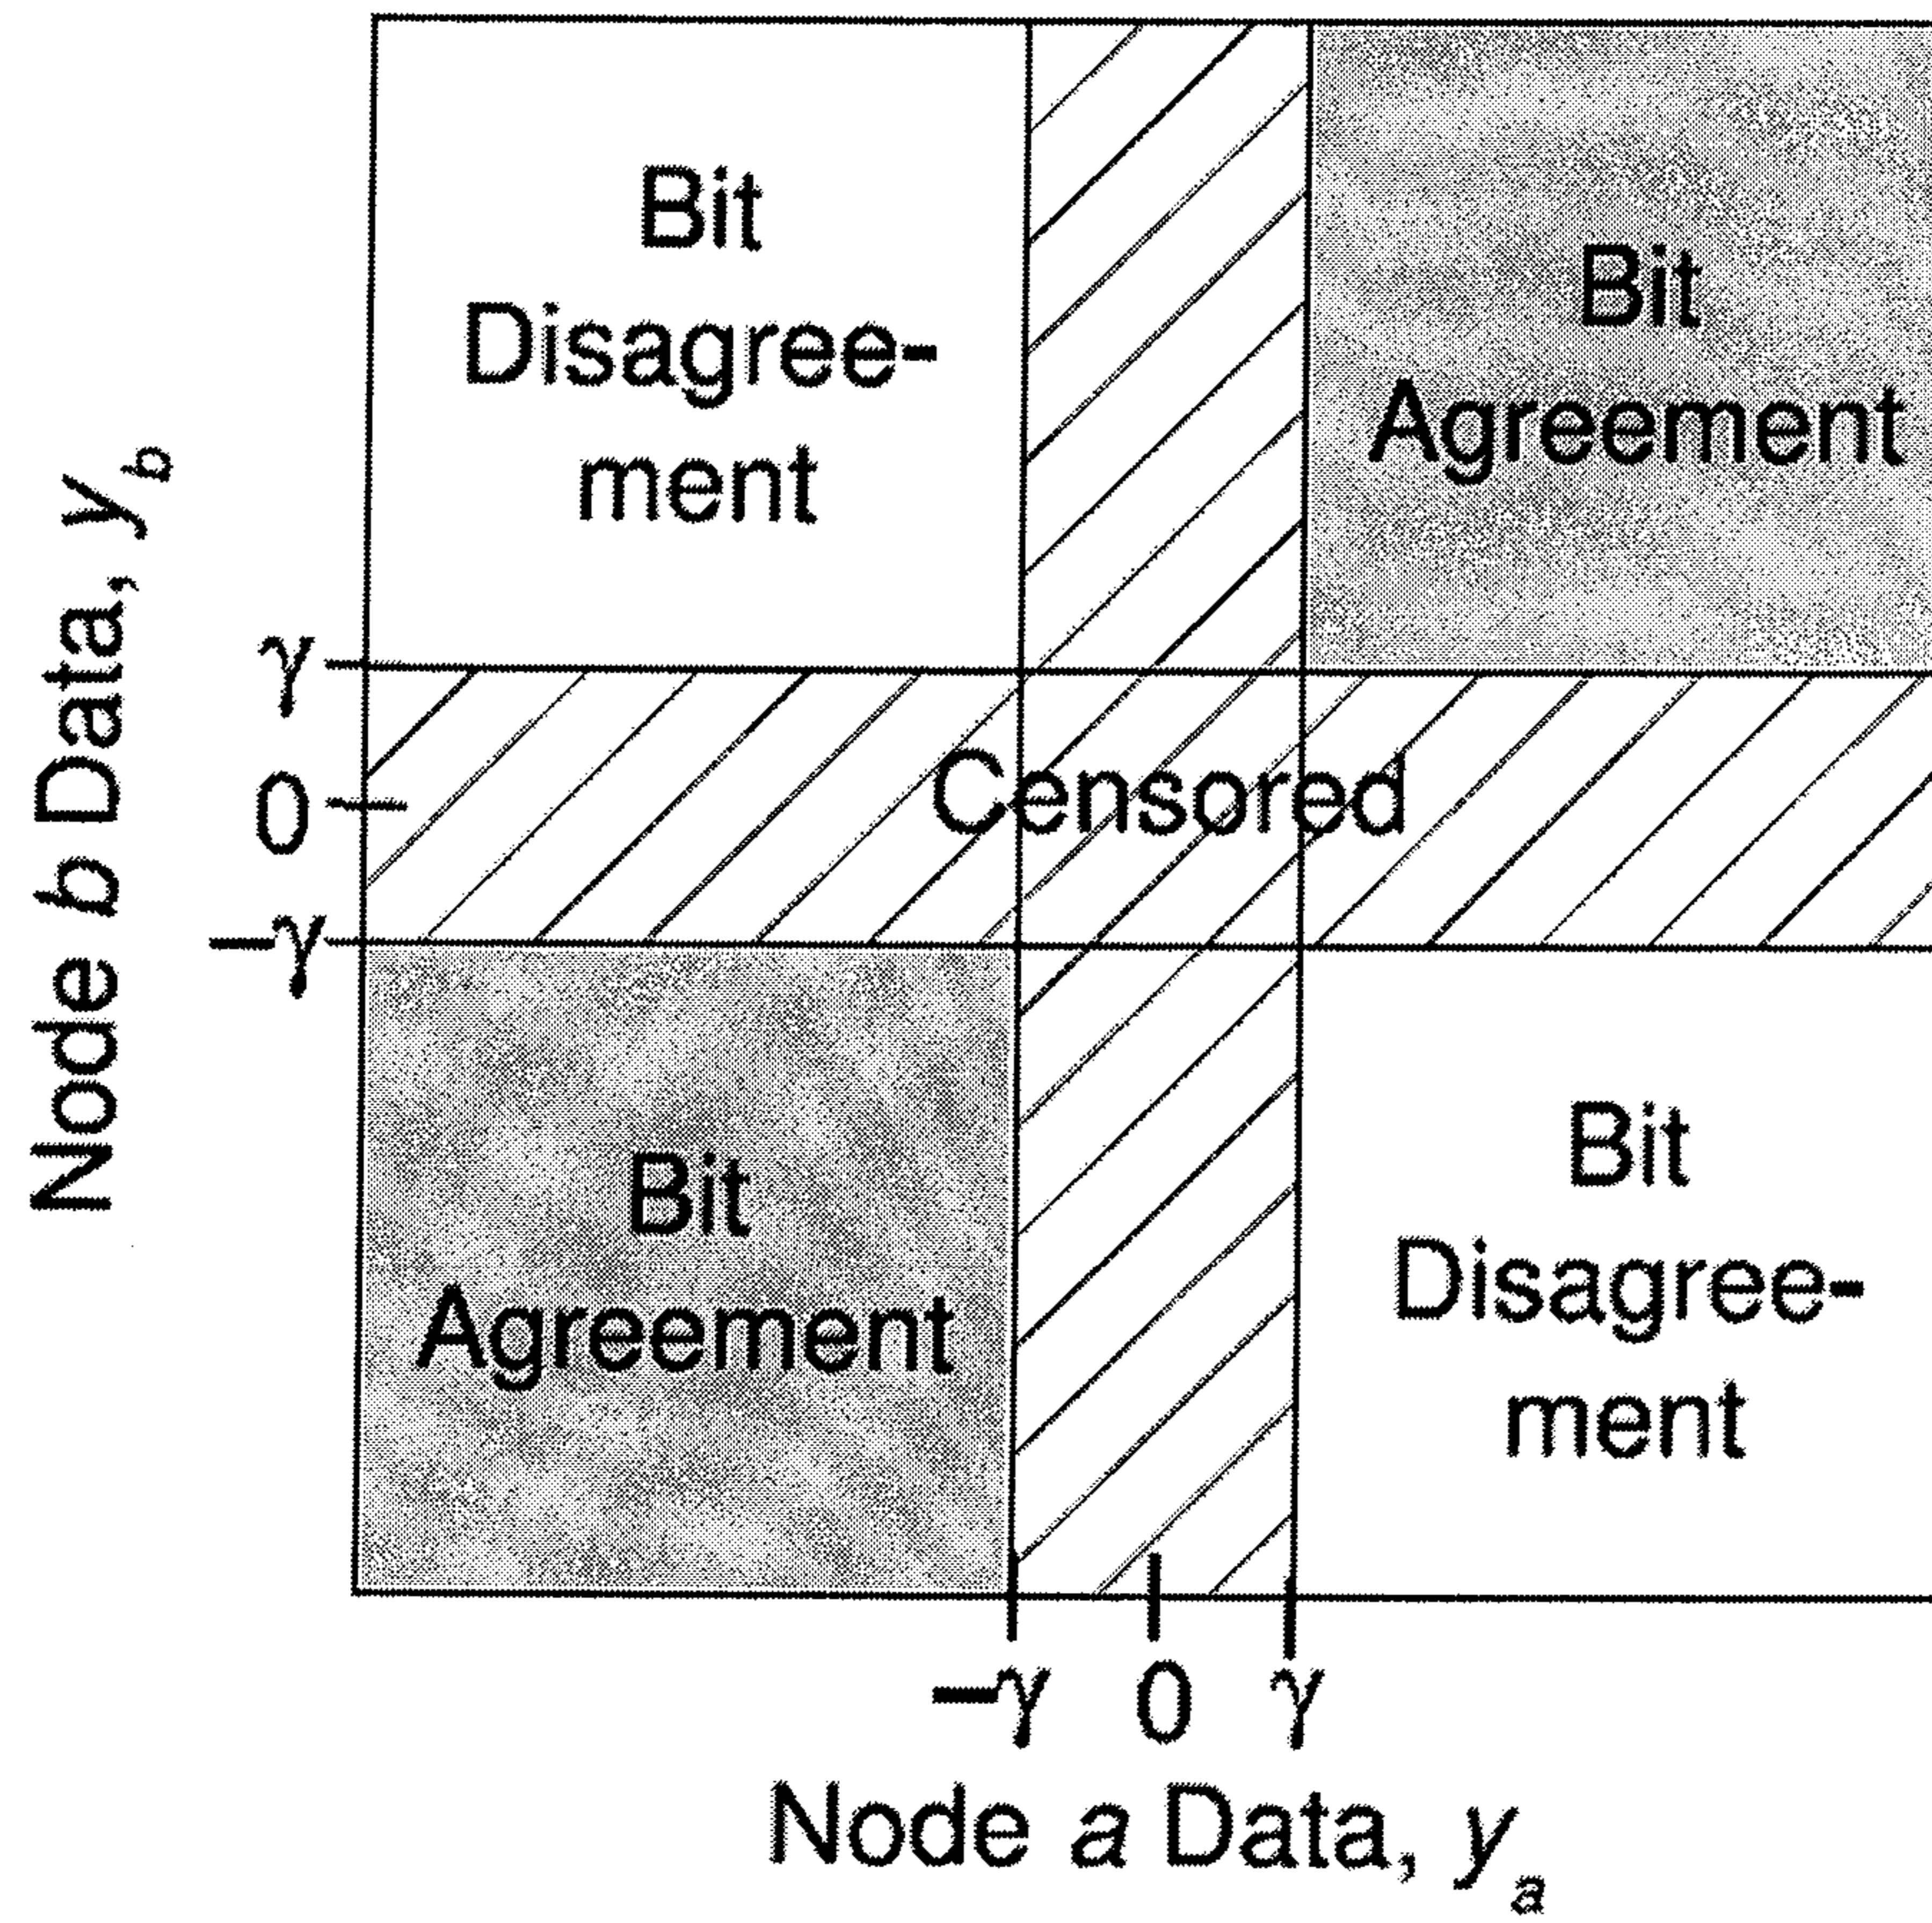 Bit
Disagree-
ment
Bit
Agreement
Node b Data, y_b
γ
0
−γ
Censored
Bit
Agreement
Bit
Disagree-
ment
−γ 0 γ
Node a Data, y_a